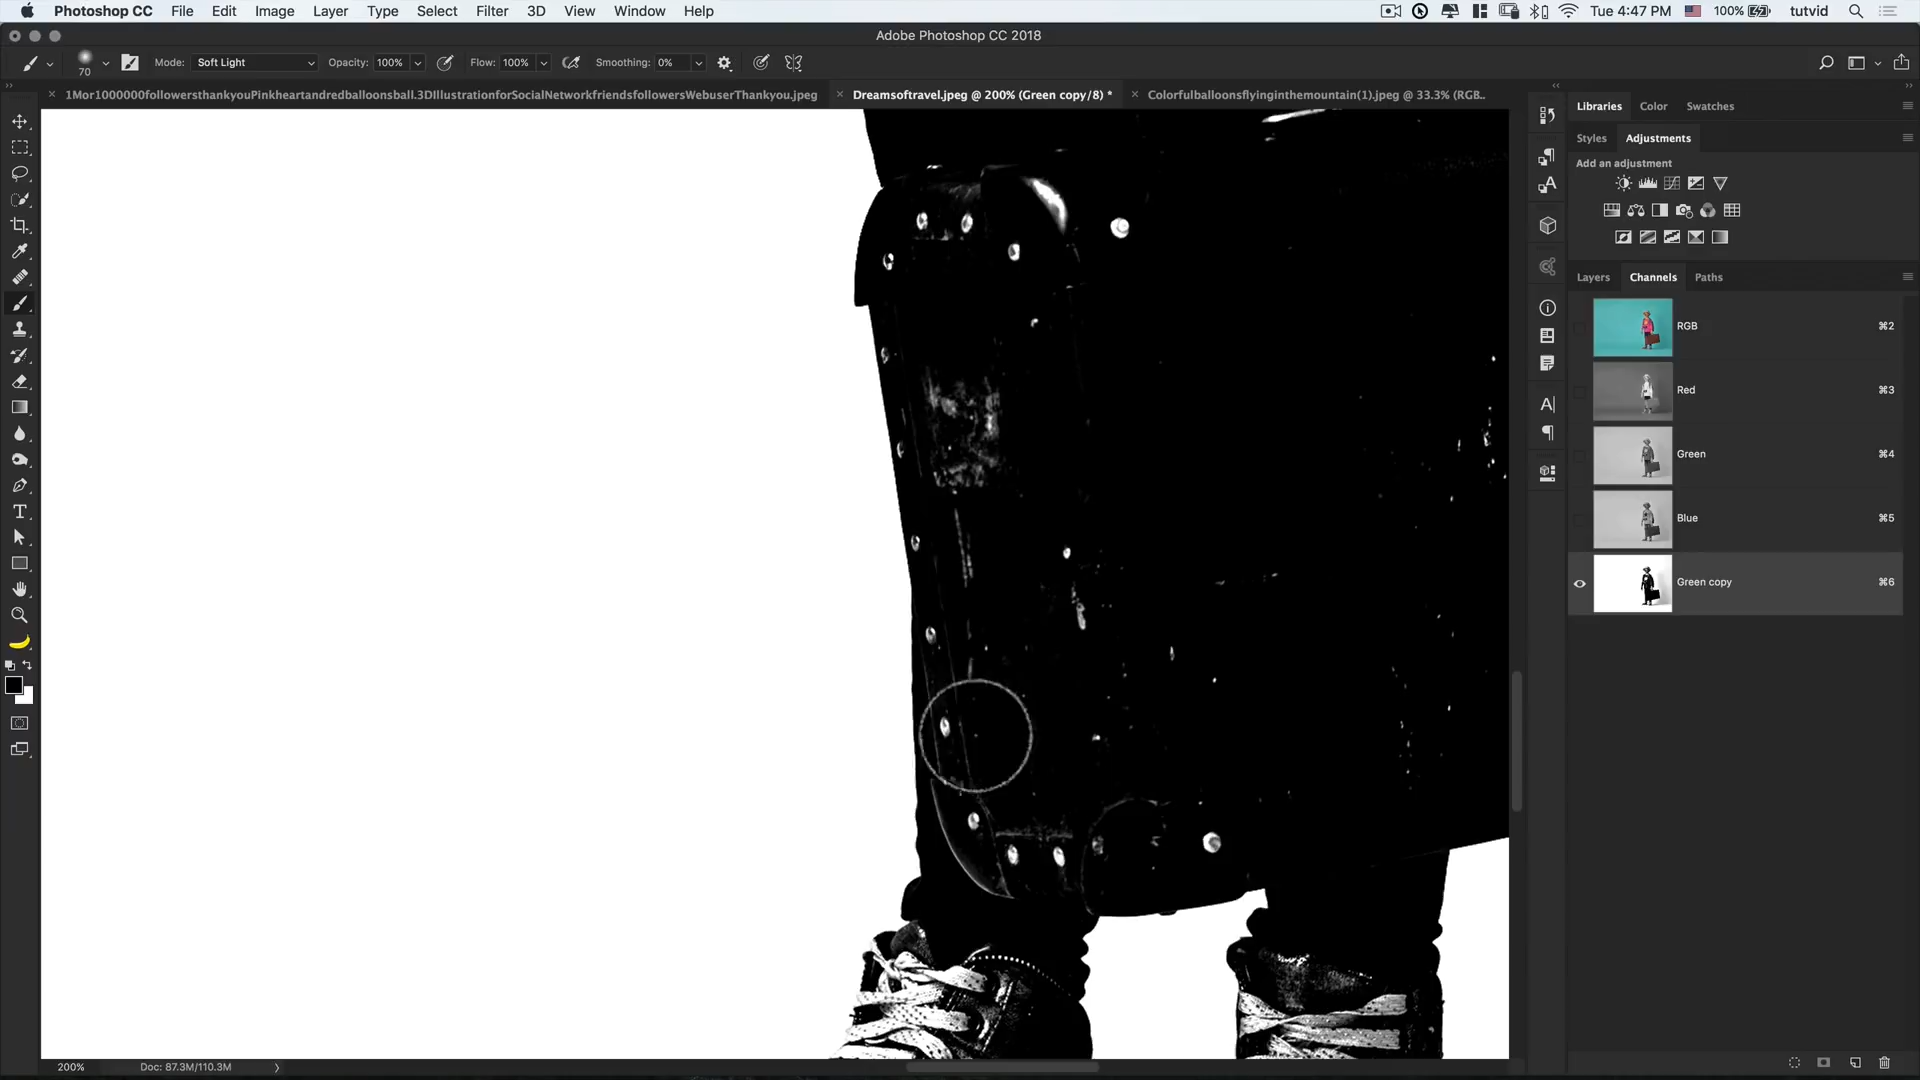 Photoshop CC File Edit Image Layer Type Select Filter 3D View Window Help Tue 4:47 PM 100% tutvid
Adobe Photoshop CC 2018
70 Mode: Soft Light Opacity: 100% Flow: 100% Smoothing: 0%
1Mor1000000followersthankyouPinkheartandredballoonsball.3DIllustrationforSocialNetworkfriendsfollowersWebuserThankyou.jpeg Dreamsoftravel.jpeg @ 200% (Green copy/8) * Colorfulballoonsflyinginthemountain(1).jpeg @ 33.3% (RGB..
Libraries Color Swatches
Styles Adjustments
Add an adjustment
Layers Channels Paths
RGB ⌘2
Red ⌘3
Green ⌘4
Blue ⌘5
Green copy ⌘6
200% Doc: 87.3M/110.3M